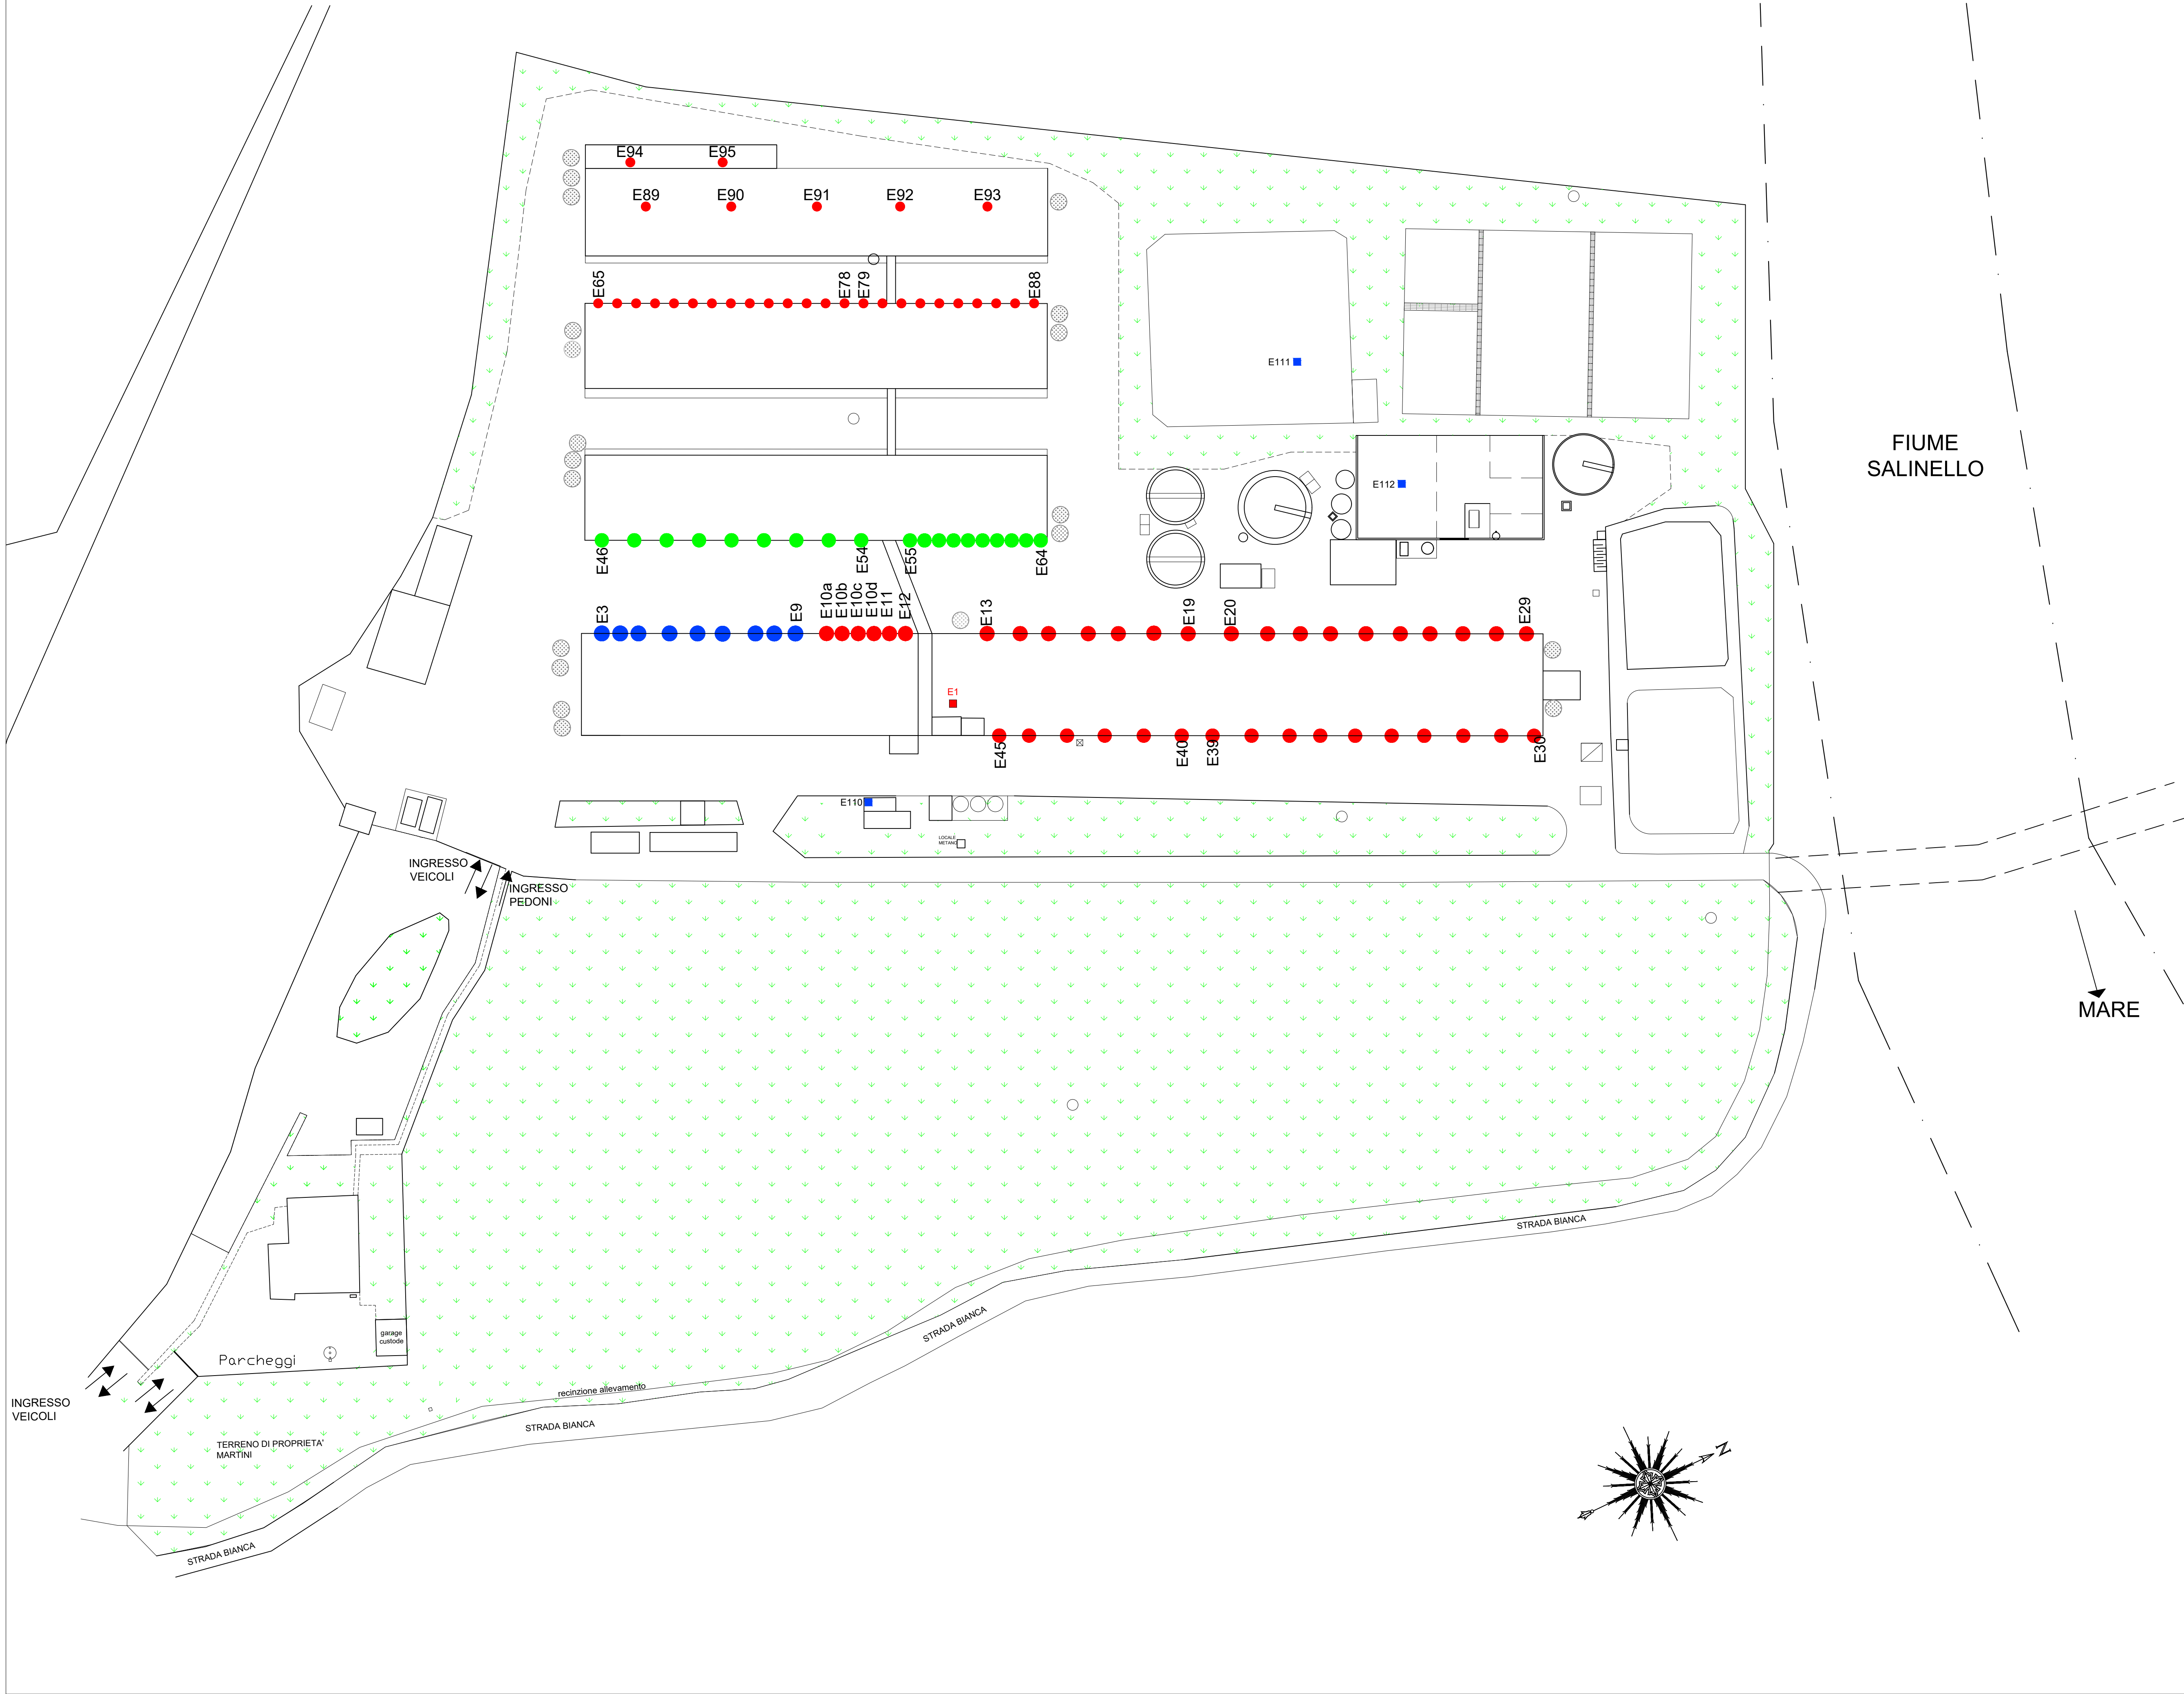 E94
E95
E89
E90
E91
E92
E93
E65
E78
E79
E88
E111
FIUME
SALINELLO
E112
E46
E54
E55
E64
E3
E9
E10a
E10b
E10c
E10d
E11
E12
E13
E19
E20
E29
E1
E45
E40
E39
E30
E110
LOCALE
METANO
INGRESSO
VEICOLI
INGRESSO
PEDONI
MARE
STRADA BIANCA
STRADA BIANCA
garage
custode
Parcheggi
recinzione allevamento
INGRESSO
VEICOLI
STRADA BIANCA
TERRENO DI PROPRIETA'
MARTINI
N
STRADA BIANCA